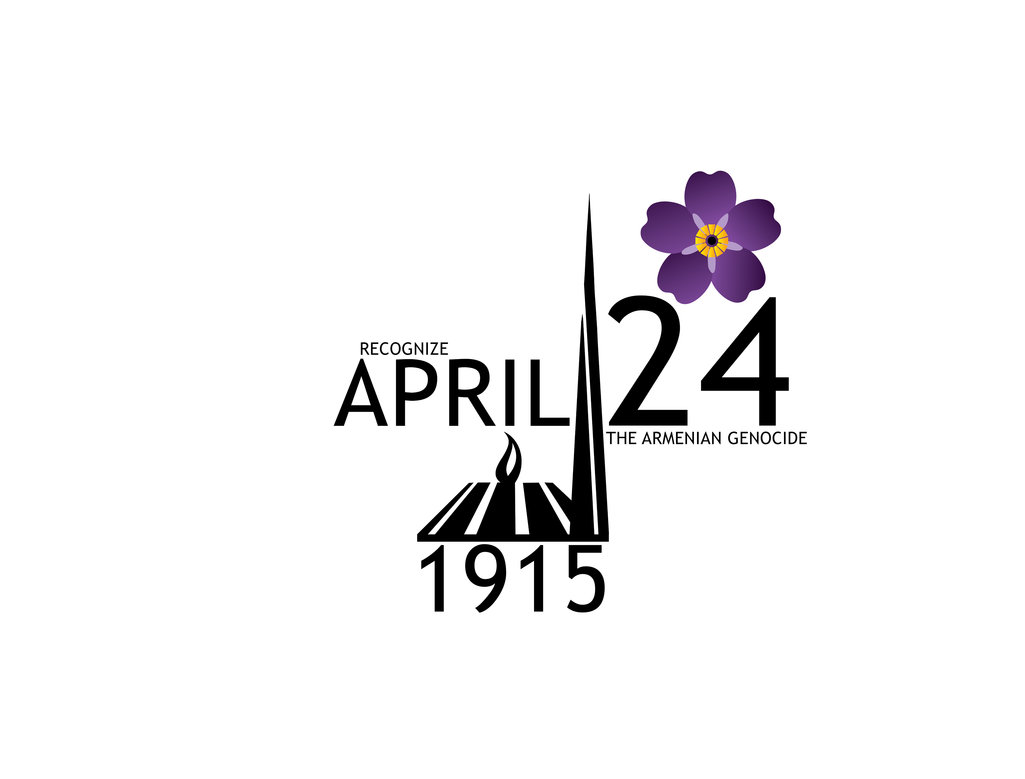 RECOGNIZE
APRIL 24
THE ARMENIAN GENOCIDE
1915